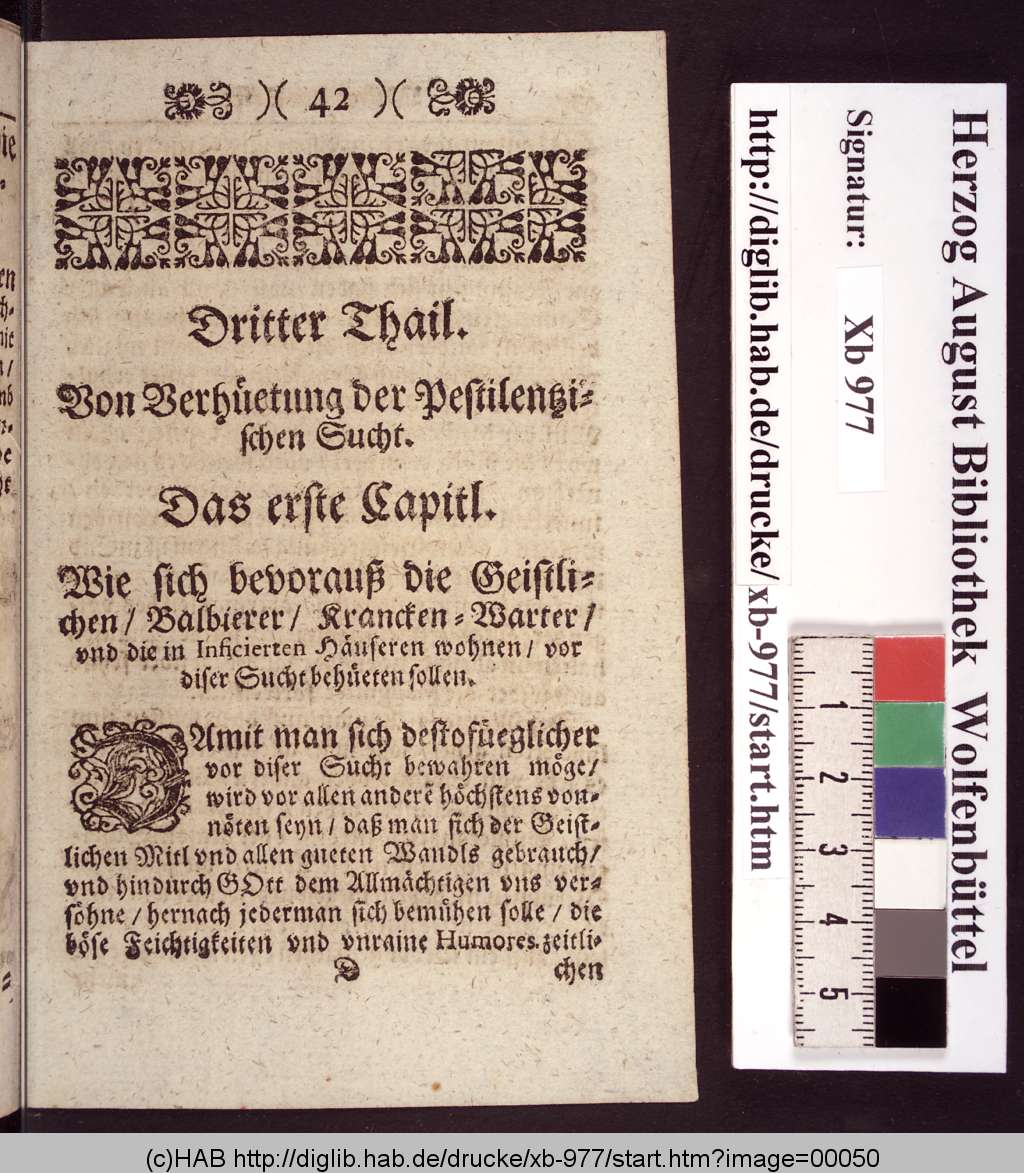 )( 42 )(
Dritter Thail.
Von Verhüetung der Pestilentzi-
schen Sucht.
Das erste Capitl.
Wie sich bevorauß die Geistli-
chen / Balbierer / Krancken-Warter /
vnd die in Inficierten Häuseren wohnen / vor
diser Sucht behüeten sollen.
DAmit man sich destofüeglicher
vor diser Sucht bewahren möge /
wird vor allen anderē höchstens von-
nöten seyn / daß man sich der Geist-
lichen Mitl vnd allen gueten Wandls gebrauch /
vnd hindurch GOtt dem Allmächtigen vns ver-
söhne / hernach jederman sich bemühen solle / die
böse Feichtigkeiten vnd vnraine Humores zeitli-
D chen
Herzog August Bibliothek Wolfenbüttel
Signatur: Xb 977
http://diglib.hab.de/drucke/xb-977/start.htm
1
2
3
4
5
(c)HAB http://diglib.hab.de/drucke/xb-977/start.htm?image=00050